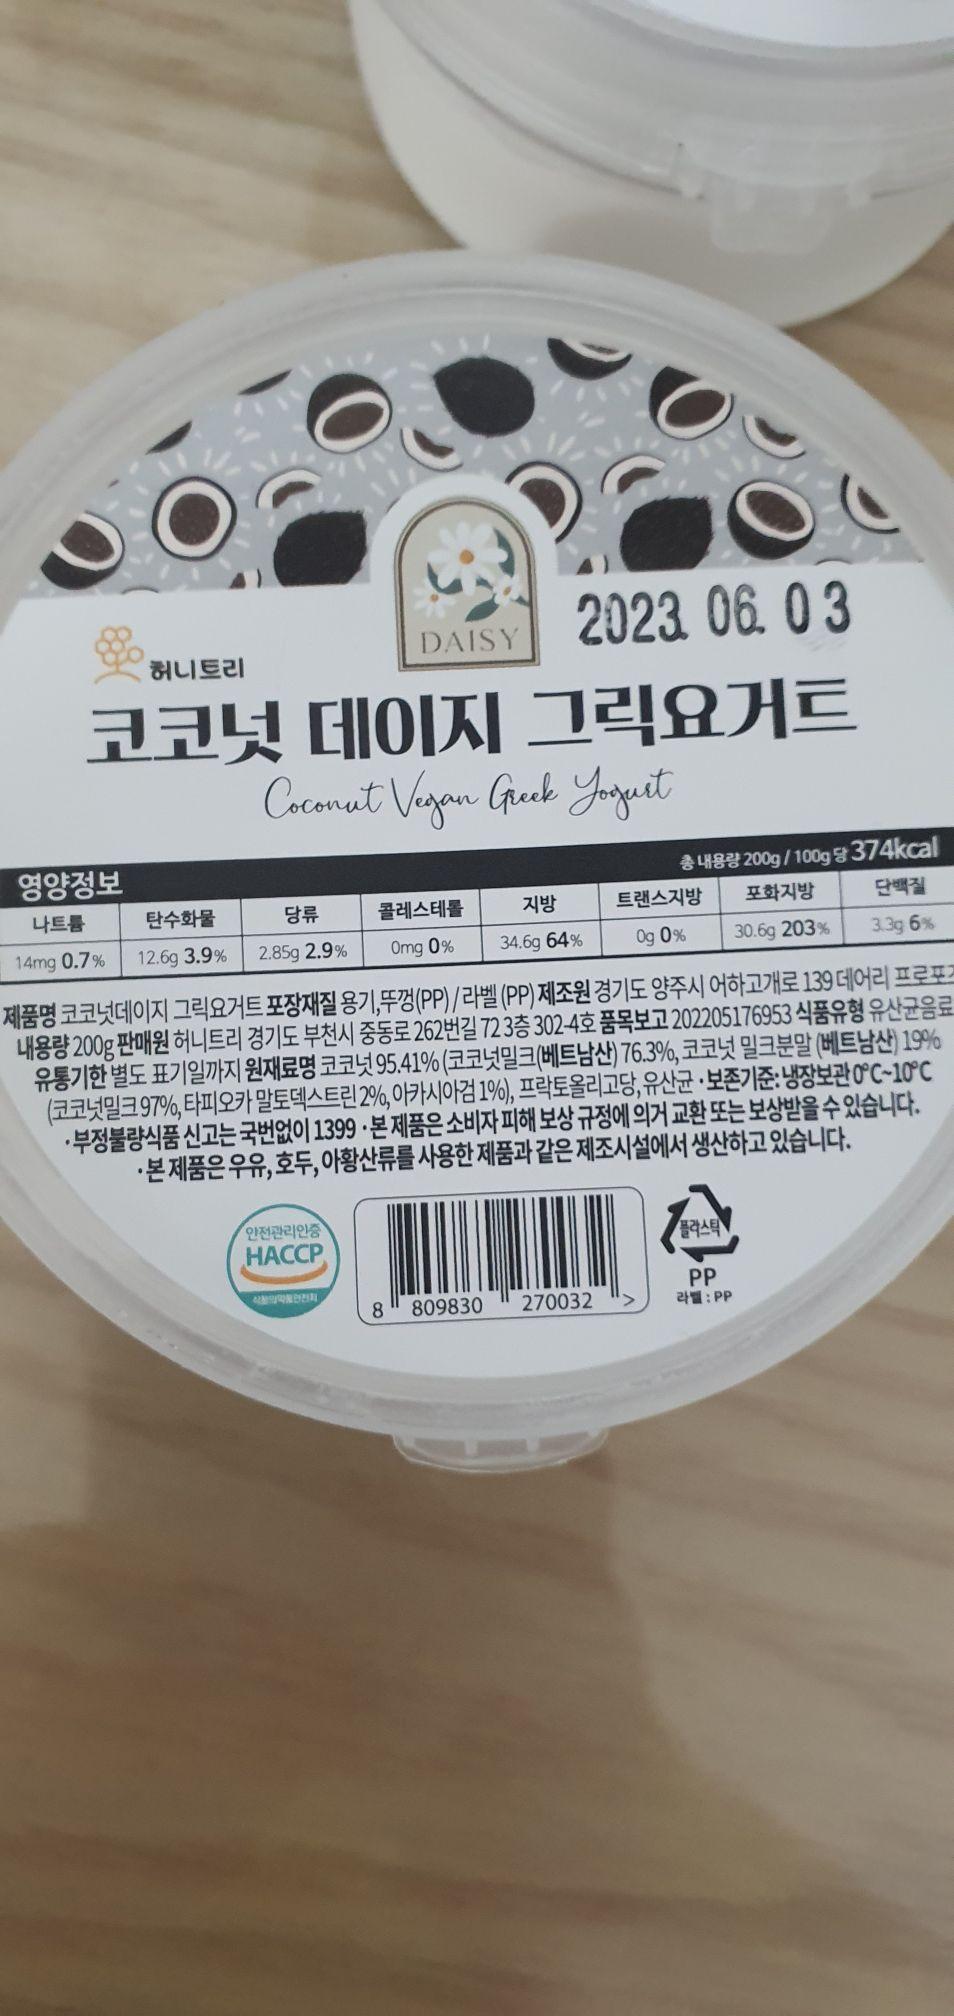 DAISY
2023. 06. 03
허니트리
코코넛 데이지 그릭요거트
Coconut Vegan Greek Yogurt
총 내용량 200g / 100g 당 374kcal
영양정보
나트륨 탄수화물 당류 콜레스테롤 지방 트랜스지방 포화지방 단백질
14mg 0.7% 12.6g 3.9% 2.85g 2.9% 0mg 0% 34.6g 64% 0g 0% 30.6g 203% 3.3g 6%
제품명 코코넛데이지 그릭요거트 포장재질 용기,뚜껑(PP) / 라벨 (PP) 제조원 경기도 양주시 어하고개로 139 데어리 프로포
내용량 200g 판매원 허니트리 경기도 부천시 중동로 262번길 72 3층 302-4호 품목보고 202205176953 식품유형 유산균음료
유통기한 별도 표기일까지 원재료명 코코넛 95.41% (코코넛밀크(베트남산) 76.3%, 코코넛 밀크분말 (베트남산) 19%
(코코넛밀크 97%, 타피오카 말토덱스트린 2%, 아카시아검 1%), 프락토올리고당, 유산균 · 보존기준: 냉장보관 0°C~10°C
· 부정불량식품 신고는 국번없이 1399 · 본 제품은 소비자 피해 보상 규정에 의거 교환 또는 보상받을 수 있습니다.
· 본 제품은 우유, 호두, 아황산류를 사용한 제품과 같은 제조시설에서 생산하고 있습니다.
안전관리인증
HACCP
식품의약품안전처
8 809830 270032 >
플라스틱
PP
라벨 : PP